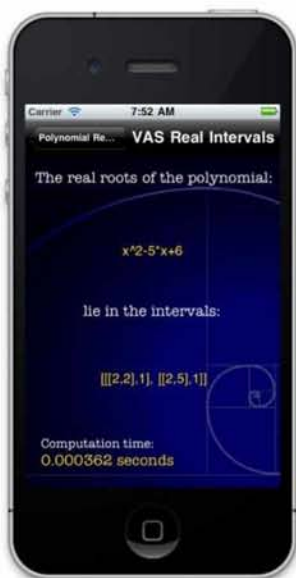 Carrier 7:52 AM
Polynomial Re... VAS Real Intervals
The real roots of the polynomial:
x^2-5*x+6
lie in the intervals:
[[[2,2],1], [[2,5],1]]
Computation time:
0.000362 seconds